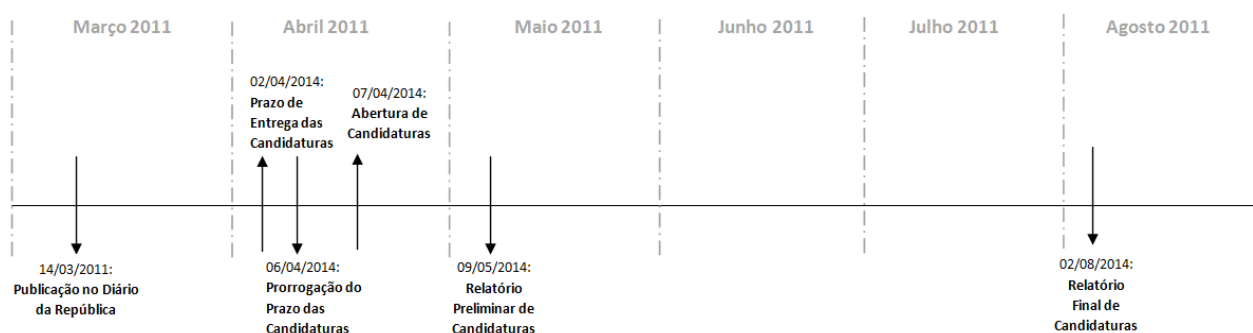 Março 2011
Abril 2011
Maio 2011
Junho 2011
Julho 2011
Agosto 2011
02/04/2014:
Prazo de
Entrega das
Candidaturas
07/04/2014:
Abertura de
Candidaturas
14/03/2011:
Publicação no Diário
da República
06/04/2014:
Prorrogação do
Prazo das
Candidaturas
09/05/2014:
Relatório
Preliminar de
Candidaturas
02/08/2014:
Relatório
Final de
Candidaturas